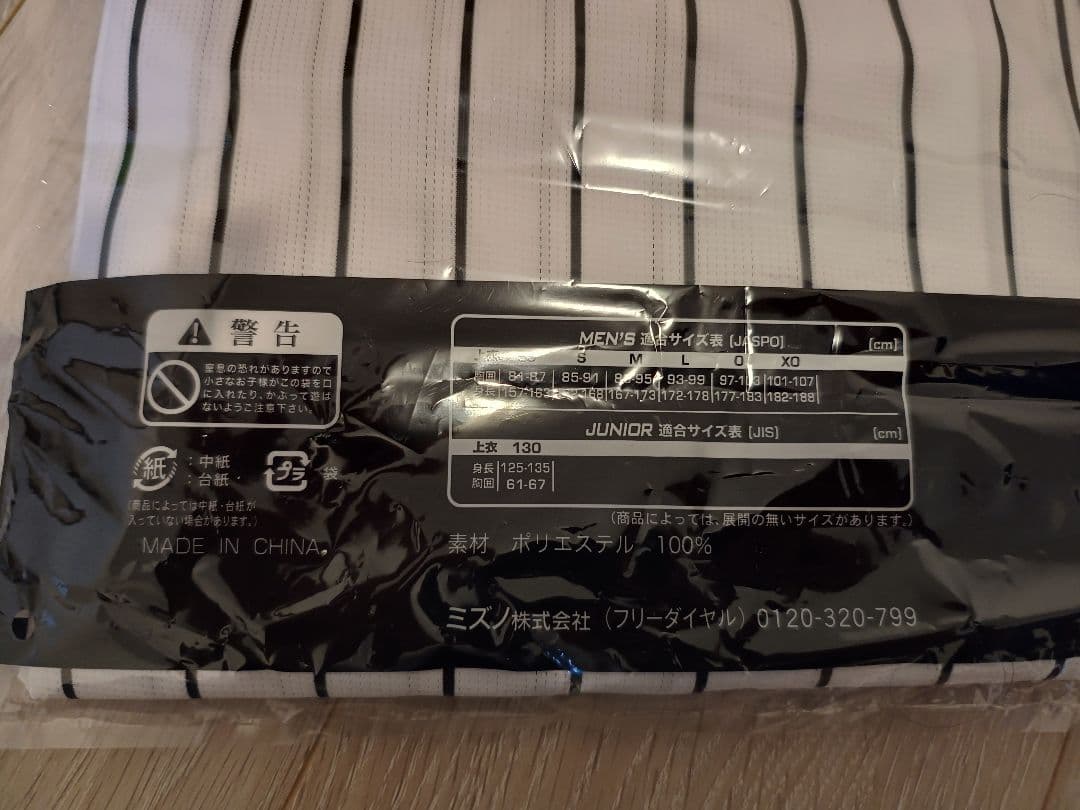 警告
窒息の恐れがありますので
小さなお子様がこの袋を口
に入れたり、かぶって遊ば
ないようご注意下さい。
紙
：中紙
：台紙
プラ
袋
(商品によっては中紙・台紙が
入っていない場合があります。)
MADE IN CHINA
MEN'S 適合サイズ表 [JASPO] [cm]
上衣 S M L O XO
胸囲 81-87 85-91 93-99 101-107
身長 167-173 172-178 177-183 182-188
JUNIOR 適合サイズ表 [JIS] [cm]
上衣 130
身長 125-135
胸囲 61-67
(商品によっては、展開の無いサイズがあります。)
素材 ポリエステル 100%
ミズノ株式会社 (フリーダイヤル) 0120-320-799